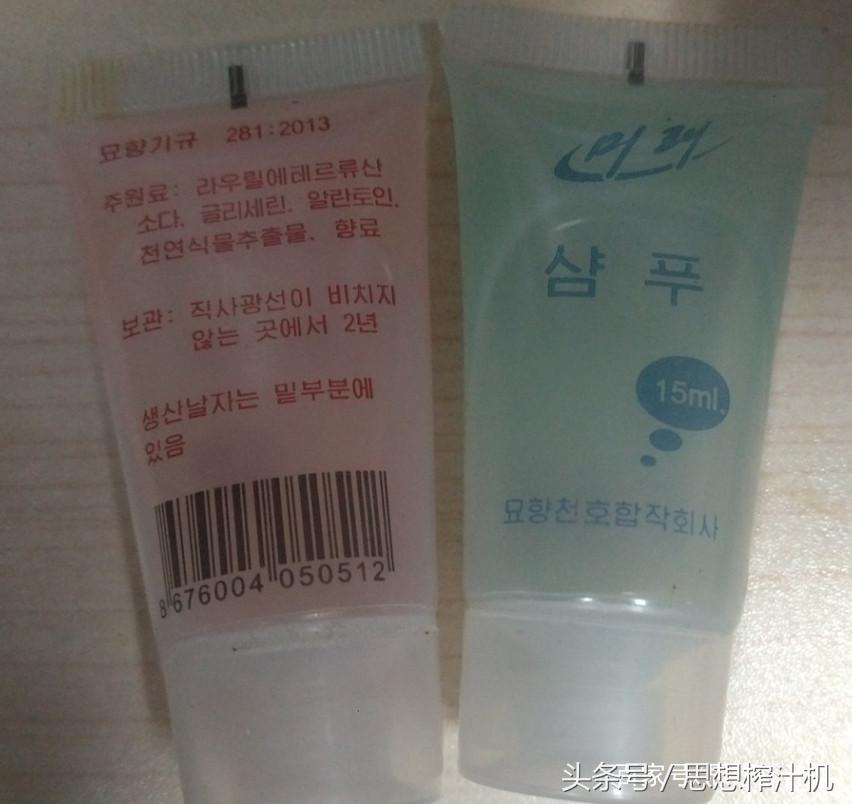 묘향기규 281:2013
주원료: 라우릴에테르류산
소다. 글리세린. 알란토인.
천연식물추출물. 향료
보관: 직사광선이 비치지
않는 곳에서 2년
생산날자는 밑부분에
있음
8 676004 050512
미래
샴푸
15ml.
묘향천호합작회사
头条号/思想榨汁机